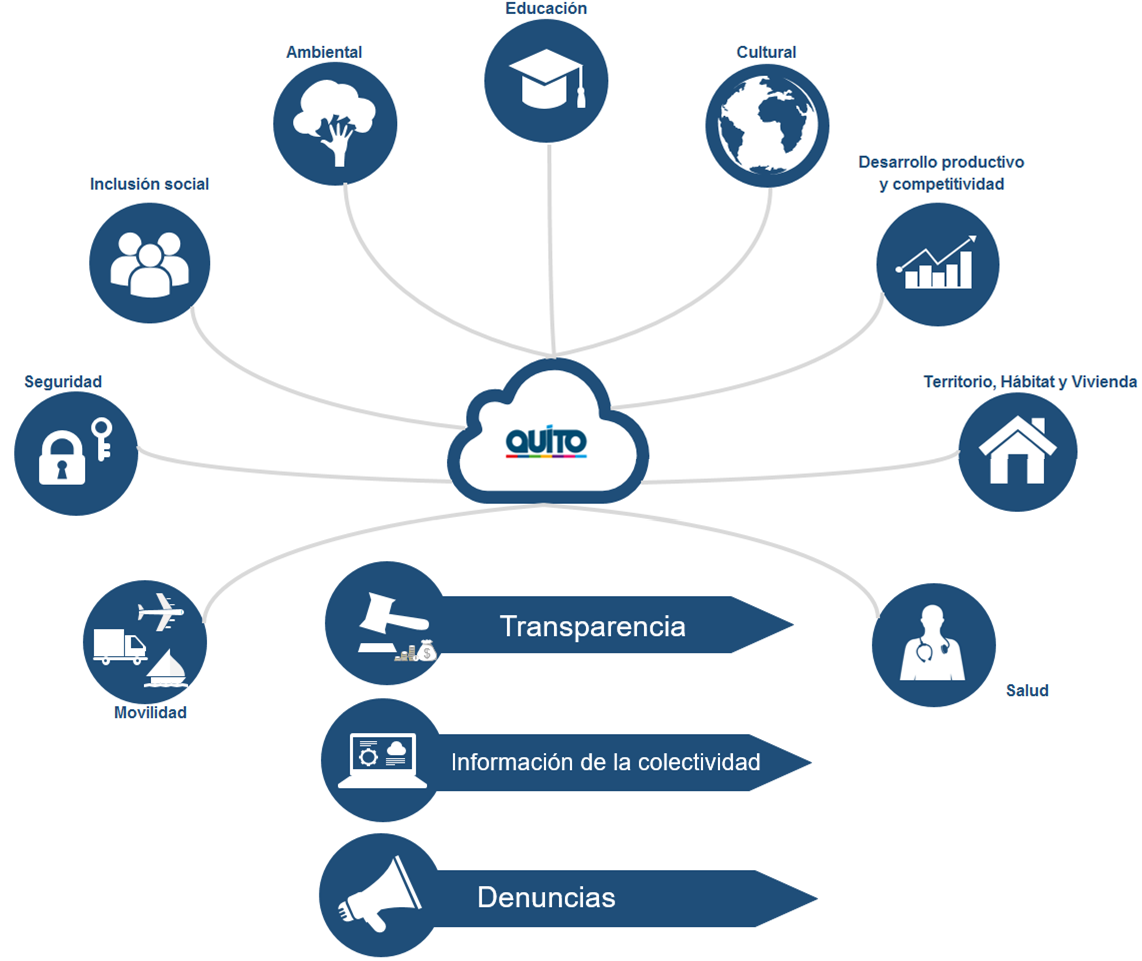 Educación
Ambiental
Cultural
Desarrollo productivo
y competitividad
Inclusión social
Seguridad
Territorio, Hábitat y Vivienda
QUITO
Transparencia
$
Salud
Movilidad
Información de la colectividad
Denuncias